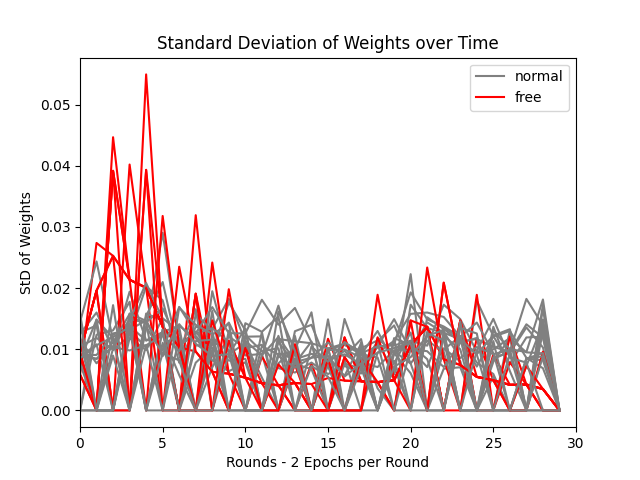 Standard Deviation of Weights over Time
normal
free
StD of Weights
0.05
0.04
0.03
0.02
0.01
0.00
0 5 10 15 20 25 30
Rounds - 2 Epochs per Round